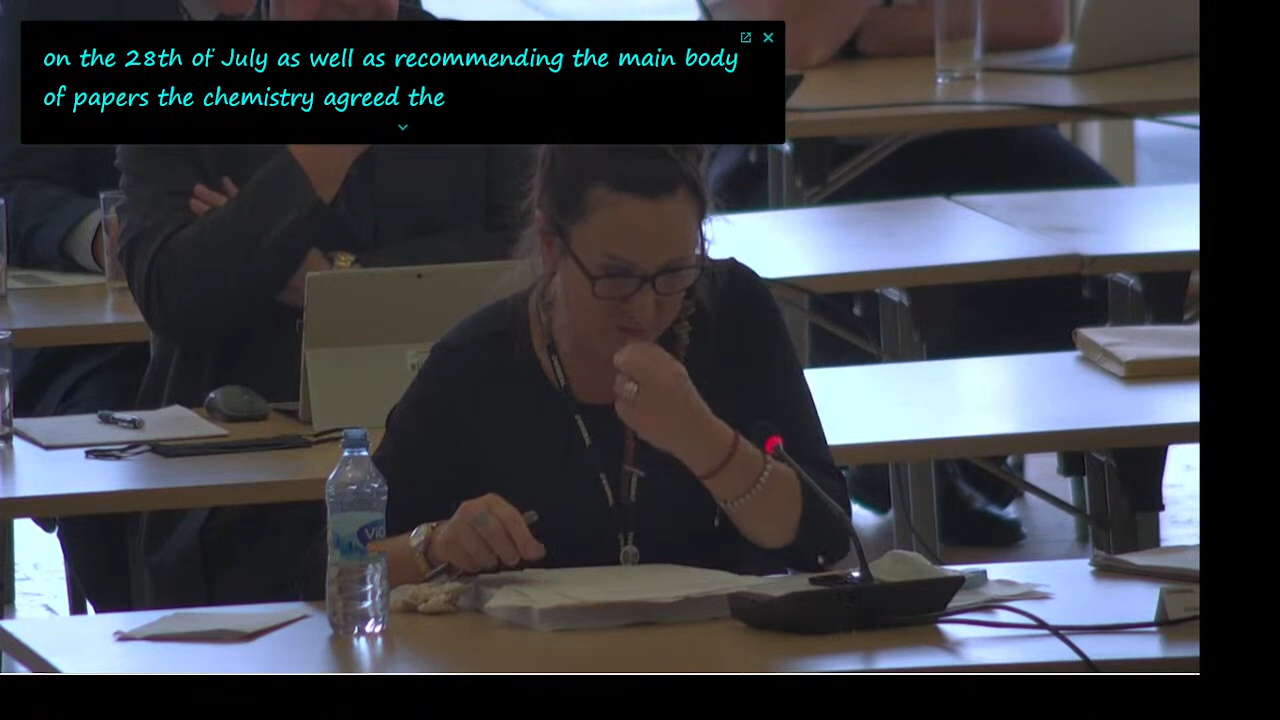 on the 28th of July as well as recommending the main body
of papers the chemistry agreed the